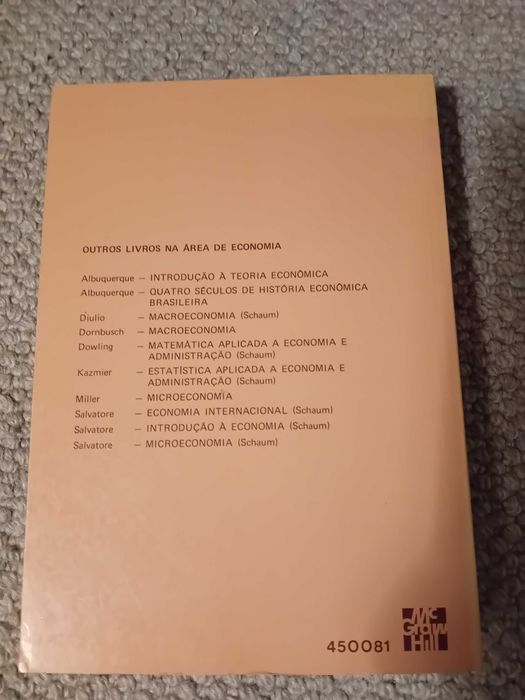 OUTROS LIVROS NA ÁREA DE ECONOMIA
Albuquerque – INTRODUÇÃO À TEORIA ECONÔMICA
Albuquerque – QUATRO SÉCULOS DE HISTÓRIA ECONÔMICA
BRASILEIRA
Diulio – MACROECONOMIA (Schaum)
Dornbusch – MACROECONOMIA
Dowling – MATEMÁTICA APLICADA A ECONOMIA E
ADMINISTRAÇÃO (Schaum)
Kazmier – ESTATÍSTICA APLICADA A ECONOMIA E
ADMINISTRAÇÃO (Schaum)
Miller – MICROECONOMIA
Salvatore – ECONOMIA INTERNACIONAL (Schaum)
Salvatore – INTRODUÇÃO À ECONOMIA (Schaum)
Salvatore – MICROECONOMIA (Schaum)
450081
Mc
Graw
Hill